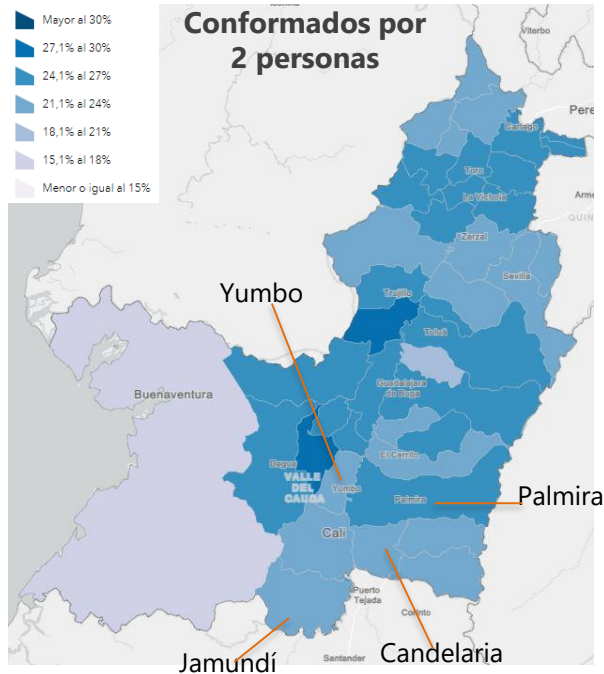 Conformados por
2 personas
Mayor al 30%
27,1% al 30%
24,1% al 27%
21,1% al 24%
18,1% al 21%
15,1% al 18%
Menor o igual al 15%
Viterbo
Cartago
Toro
La Victoria
Zarzal
Sevilla
Yumbo
Trujillo
Tuluá
Buenaventura
Guadalajara
de Buga
El Cerrito
Dagua
VALLE
DEL
CAUCA
Yumbo
Palmira
Palmira
Cali
Puerto
Tejada
Corinto
Jamundí
Santander
Candelaria